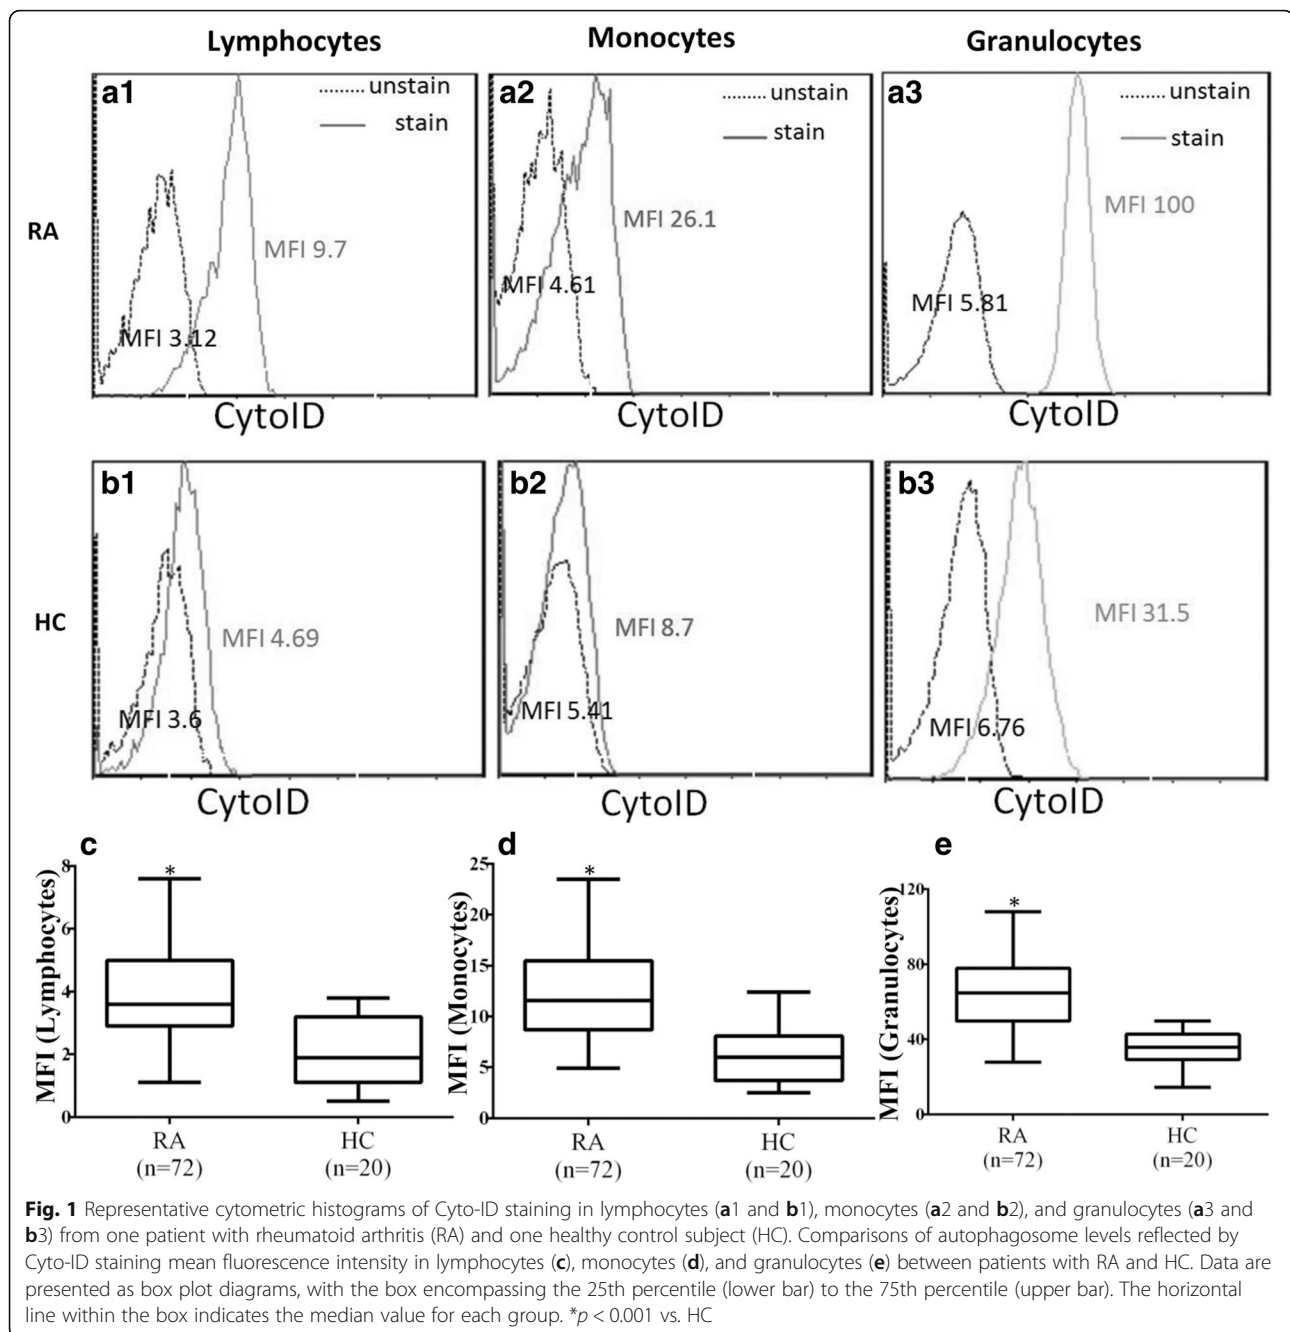 Lymphocytes Monocytes Granulocytes
a1 unstain
stain
MFI 9.7
MFI 3.12
CytoID
a2 unstain
stain
MFI 26.1
MFI 4.61
CytoID
a3 unstain
stain
MFI 100
MFI 5.81
CytoID
RA
b1
MFI 4.69
MFI 3.6
CytoID
b2
MFI 8.7
MFI 5.41
CytoID
b3
MFI 31.5
MFI 6.76
CytoID
HC
c
MFI (Lymphocytes)
8
6
4
2
0
*
RA HC
(n=72) (n=20)
d
MFI (Monocytes)
25
20
15
10
5
0
*
RA HC
(n=72) (n=20)
e
MFI (Granulocytes)
120
80
40
0
*
RA HC
(n=72) (n=20)
Fig. 1 Representative cytometric histograms of Cyto-ID staining in lymphocytes (a1 and b1), monocytes (a2 and b2), and granulocytes (a3 and
b3) from one patient with rheumatoid arthritis (RA) and one healthy control subject (HC). Comparisons of autophagosome levels reflected by
Cyto-ID staining mean fluorescence intensity in lymphocytes (c), monocytes (d), and granulocytes (e) between patients with RA and HC. Data are
presented as box plot diagrams, with the box encompassing the 25th percentile (lower bar) to the 75th percentile (upper bar). The horizontal
line within the box indicates the median value for each group. *p < 0.001 vs. HC